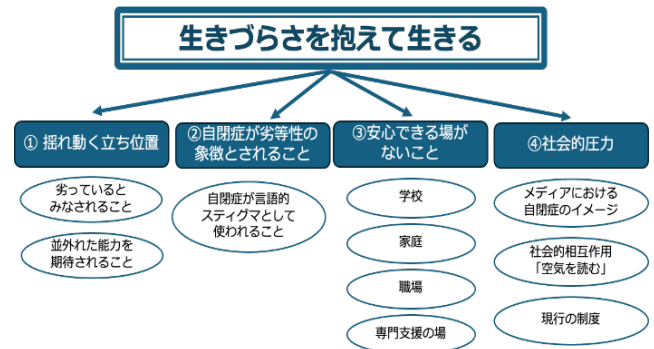 生きづらさを抱えて生きる
① 揺れ動く立ち位置
劣っていると
みなされること
並外れた能力を
期待されること
②自閉症が劣等性の
象徴とされること
自閉症が言語的
スティグマとして
使われること
③安心できる場が
ないこと
学校
家庭
職場
専門支援の場
④社会的圧力
メディアにおける
自閉症のイメージ
社会的相互作用
「空気を読む」
現行の制度